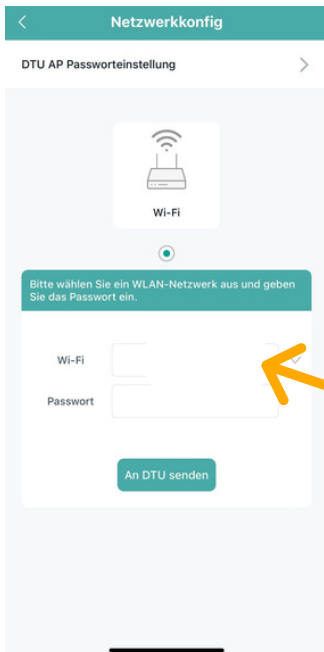 Netzwerkkonfig
DTU AP Passworteinstellung
Wi-Fi
Bitte wählen Sie ein WLAN-Netzwerk aus und geben
Sie das Passwort ein.
Wi-Fi
Passwort
An DTU senden